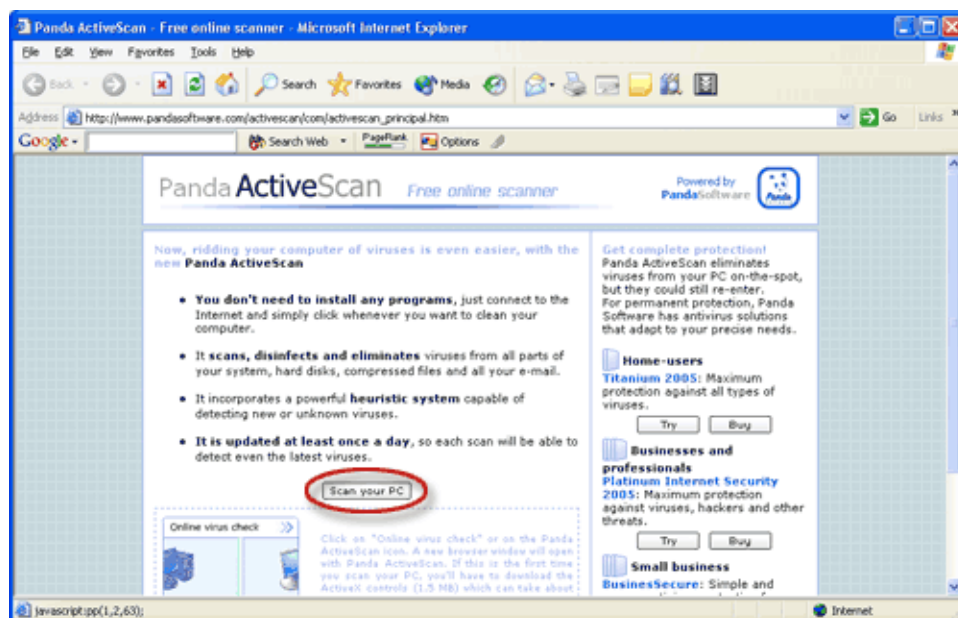 Panda ActiveScan - Free online scanner - Microsoft Internet Explorer
File Edit View Favorites Tools Help
Back Search Favorites Media
Address http://www.pandasoftware.com/activescan/com/activescan_principal.htm Go Links »
Google Search Web PageRank Options
Panda ActiveScan Free online scanner
Powered by
PandaSoftware Panda
Now, ridding your computer of viruses is even easier, with the
new Panda ActiveScan
• You don't need to install any programs, just connect to the
Internet and simply click whenever you want to clean your
computer.
• It scans, disinfects and eliminates viruses from all parts of
your system, hard disks, compressed files and all your e-mail.
• It incorporates a powerful heuristic system capable of
detecting new or unknown viruses.
• It is updated at least once a day, so each scan will be able to
detect even the latest viruses.
Scan your PC
Online virus check »
Click on "Online virus check" or on the Panda
ActiveScan icon. A new browser window will open
with Panda ActiveScan. If this is the first time
you scan your PC, you'll have to download the
ActiveX controls (1.5 MB) which can take about
Get complete protection!
Panda ActiveScan eliminates
viruses from your PC on-the-spot,
but they could still re-enter.
For permanent protection, Panda
Software has antivirus solutions
that adapt to your precise needs.
Home-users
Titanium 2005: Maximum
protection against all types of
viruses.
Try Buy
Businesses and
professionals
Platinum Internet Security
2005: Maximum protection
against viruses, hackers and other
threats.
Try Buy
Small business
BusinesSecure: Simple and
javascript:pp(1,2,63); Internet